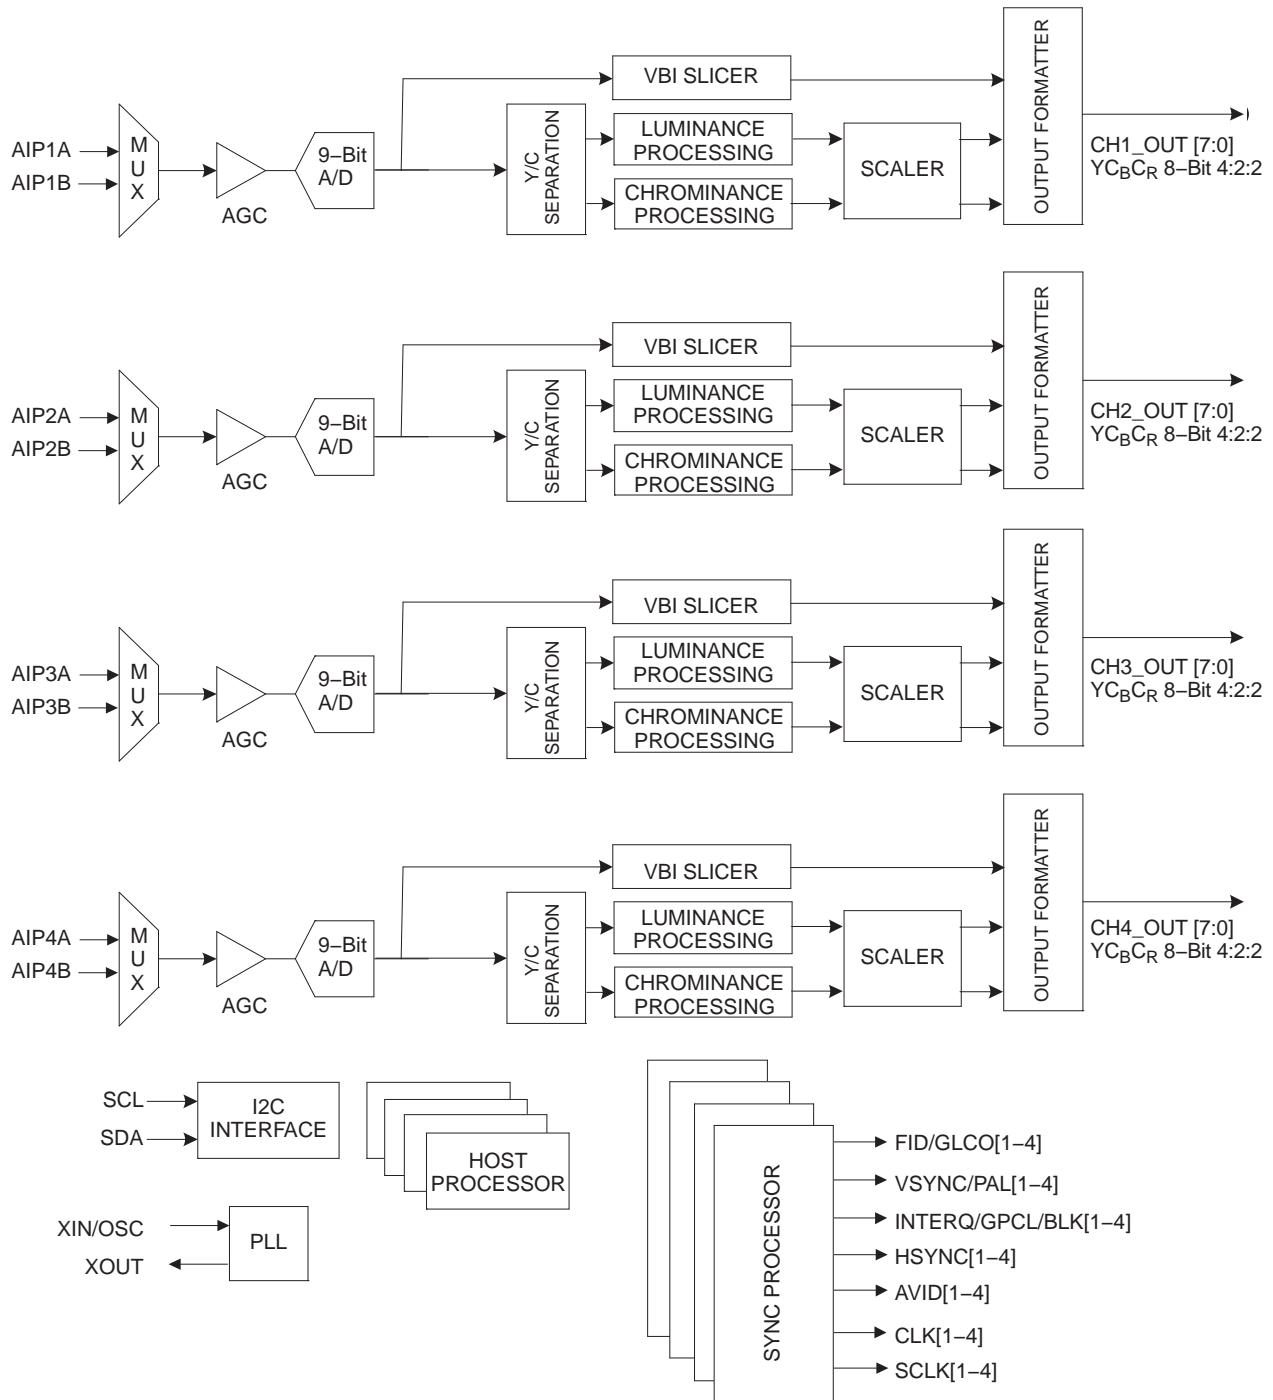 VBI SLICER
AIP1A
AIP1B
M
U
X
AGC
9–Bit
A/D
Y/C
SEPARATION
LUMINANCE
PROCESSING
CHROMINANCE
PROCESSING
SCALER
OUTPUT FORMATTER
CH1_OUT [7:0]
YCBCR 8–Bit 4:2:2
VBI SLICER
AIP2A
AIP2B
M
U
X
AGC
9–Bit
A/D
Y/C
SEPARATION
LUMINANCE
PROCESSING
CHROMINANCE
PROCESSING
SCALER
OUTPUT FORMATTER
CH2_OUT [7:0]
YCBCR 8–Bit 4:2:2
VBI SLICER
AIP3A
AIP3B
M
U
X
AGC
9–Bit
A/D
Y/C
SEPARATION
LUMINANCE
PROCESSING
CHROMINANCE
PROCESSING
SCALER
OUTPUT FORMATTER
CH3_OUT [7:0]
YCBCR 8–Bit 4:2:2
VBI SLICER
AIP4A
AIP4B
M
U
X
AGC
9–Bit
A/D
Y/C
SEPARATION
LUMINANCE
PROCESSING
CHROMINANCE
PROCESSING
SCALER
OUTPUT FORMATTER
CH4_OUT [7:0]
YCBCR 8–Bit 4:2:2
SCL
SDA
I2C
INTERFACE
HOST
PROCESSOR
XIN/OSC
XOUT
PLL
SYNC PROCESSOR
FID/GLCO[1–4]
VSYNC/PAL[1–4]
INTERQ/GPCL/BLK[1–4]
HSYNC[1–4]
AVID[1–4]
CLK[1–4]
SCLK[1–4]